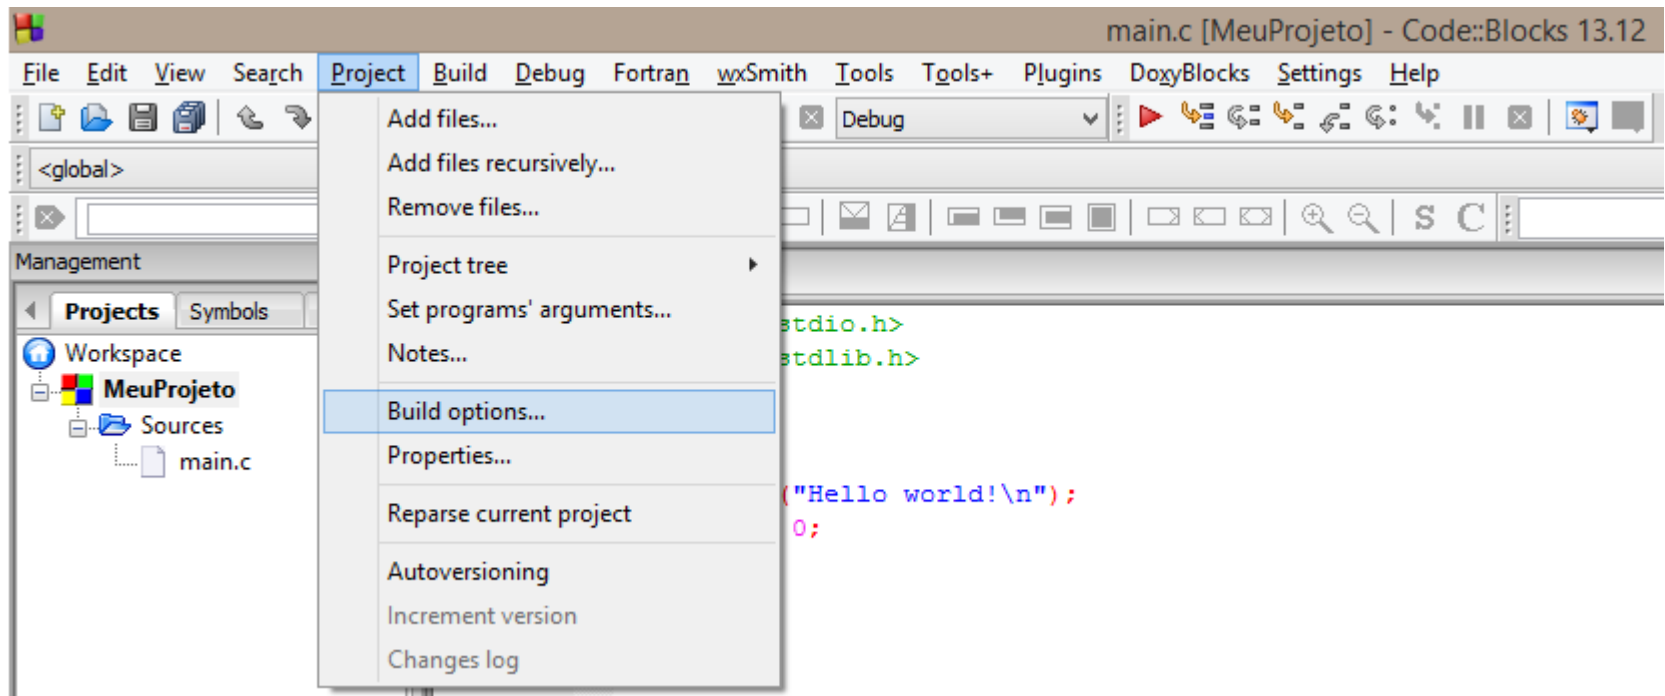 main.c [MeuProjeto] - Code::Blocks 13.12
File Edit View Search Project Build Debug Fortran wxSmith Tools Tools+ Plugins DoxyBlocks Settings Help
Debug
<global>
S C
Management
Projects Symbols
Workspace
MeuProjeto
Sources
main.c
Add files...
Add files recursively...
Remove files...
Project tree
Set programs' arguments...
Notes...
Build options...
Properties...
Reparse current project
Autoversioning
Increment version
Changes log
stdio.h>
stdlib.h>
("Hello world!\n");
0;